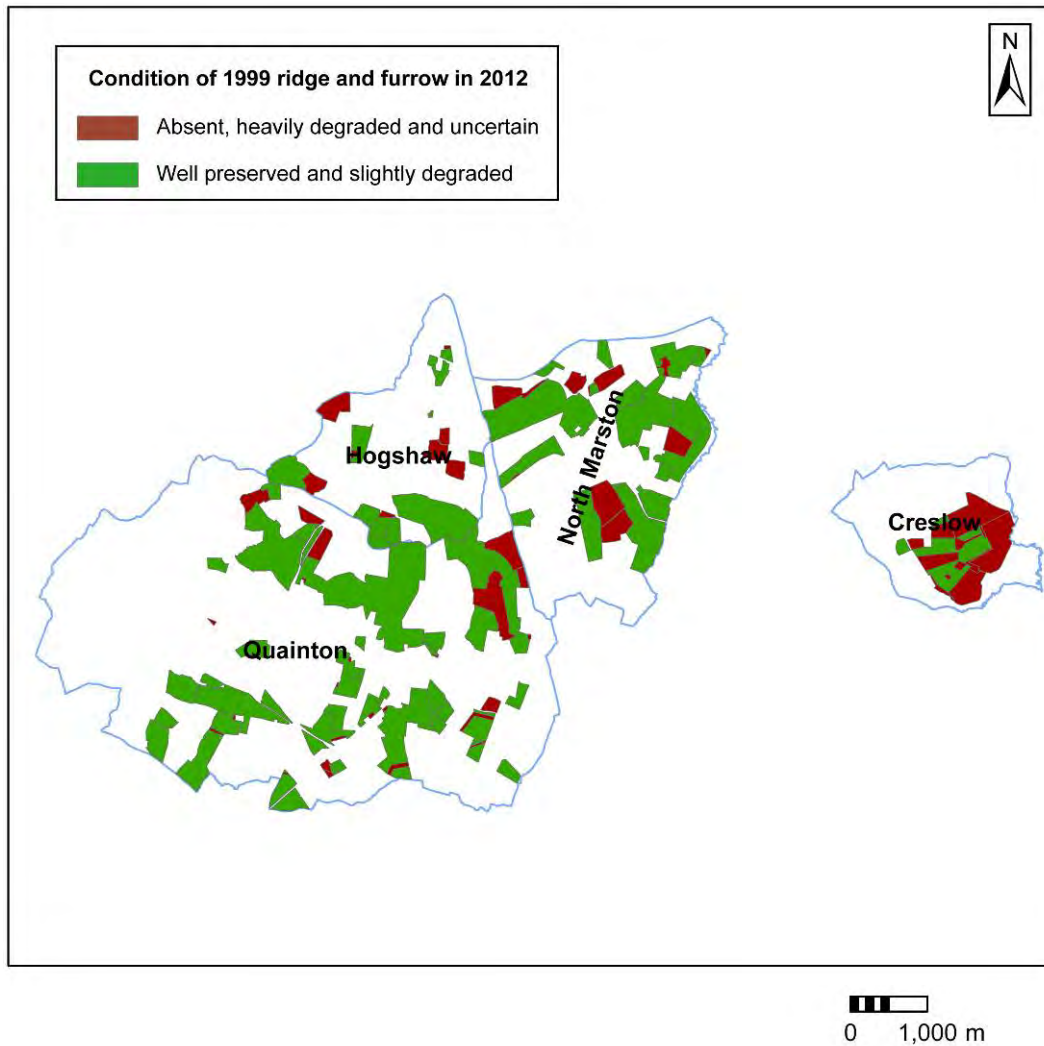 N
Condition of 1999 ridge and furrow in 2012
Absent, heavily degraded and uncertain
Well preserved and slightly degraded
Hogshaw
North Marston
Creslow
Quainton
0 1,000 m